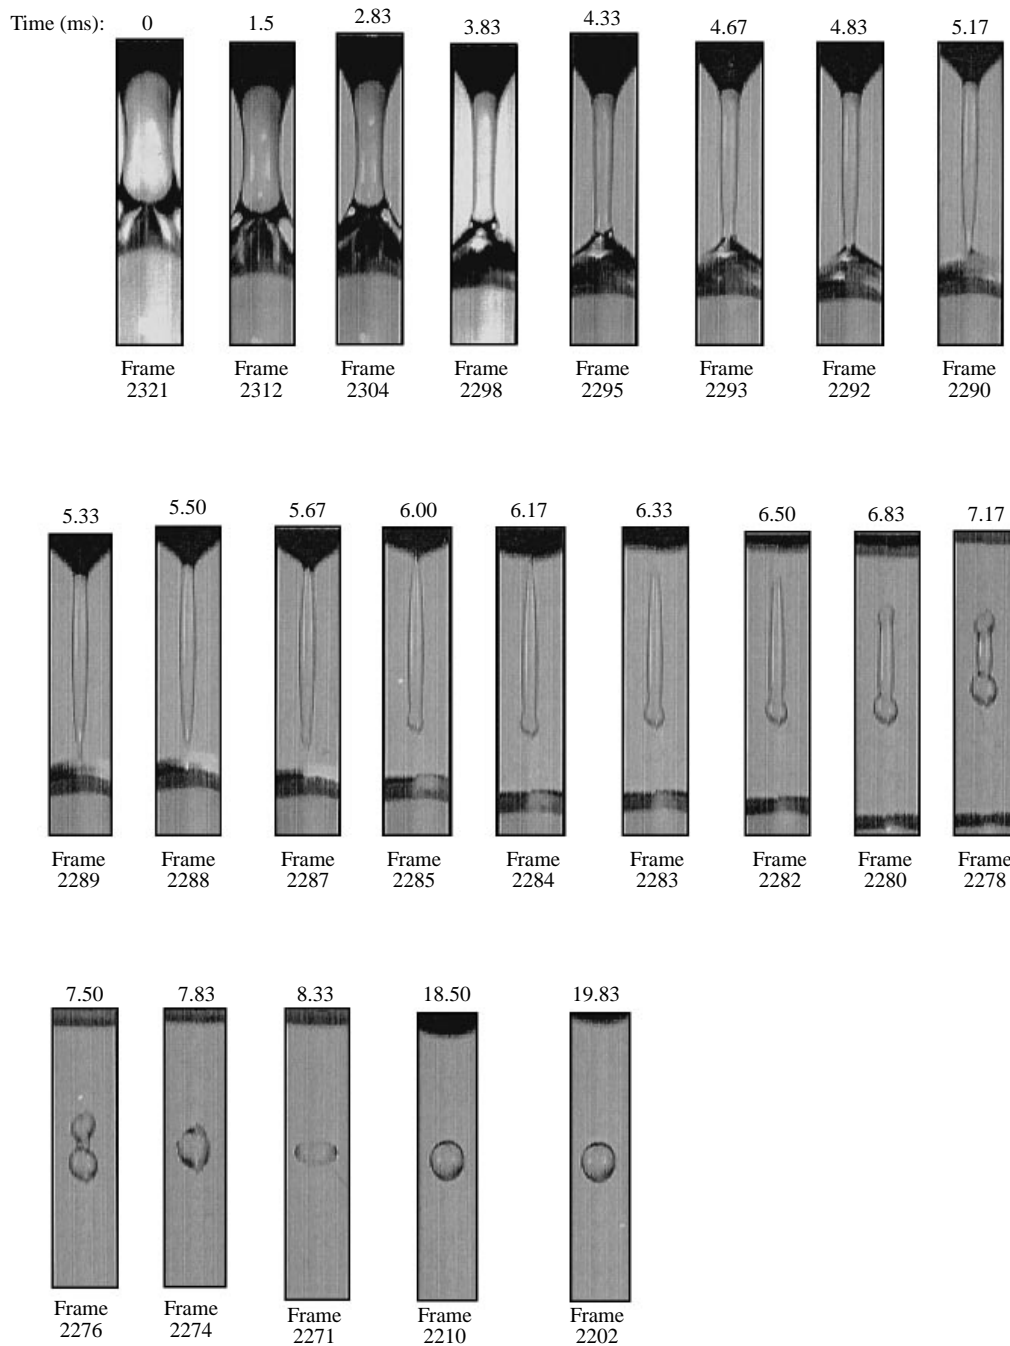 Time (ms): 0 1.5 2.83 3.83 4.33 4.67 4.83 5.17
Frame Frame Frame Frame Frame Frame Frame Frame
2321 2312 2304 2298 2295 2293 2292 2290
5.33 5.50 5.67 6.00 6.17 6.33 6.50 6.83 7.17
Frame Frame Frame Frame Frame Frame Frame Frame Frame
2289 2288 2287 2285 2284 2283 2282 2280 2278
7.50 7.83 8.33 18.50 19.83
Frame Frame Frame Frame Frame
2276 2274 2271 2210 2202